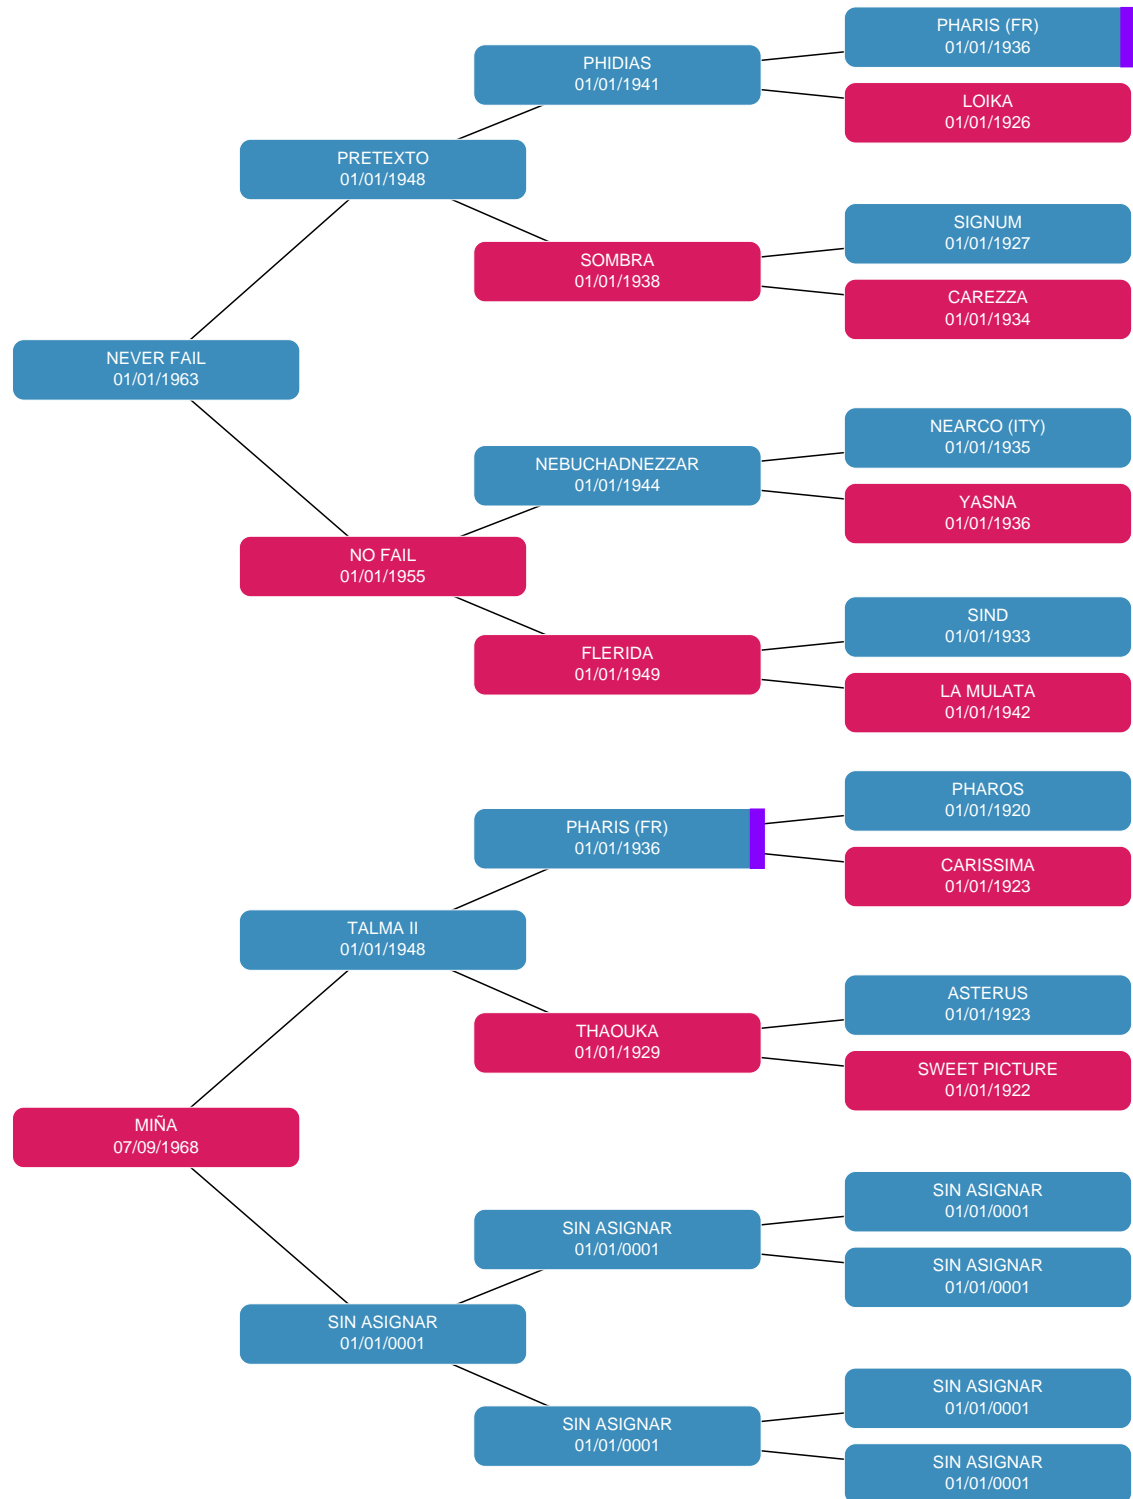 PHARIS (FR)
01/01/1936
PHIDIAS
01/01/1941
LOIKA
01/01/1926
PRETEXTO
01/01/1948
SIGNUM
01/01/1927
SOMBRA
01/01/1938
CAREZZA
01/01/1934
NEVER FAIL
01/01/1963
NEARCO (ITY)
01/01/1935
NEBUCHADNEZZAR
01/01/1944
YASNA
01/01/1936
NO FAIL
01/01/1955
SIND
01/01/1933
FLERIDA
01/01/1949
LA MULATA
01/01/1942
PHAROS
01/01/1920
PHARIS (FR)
01/01/1936
CARISSIMA
01/01/1923
TALMA II
01/01/1948
ASTERUS
01/01/1923
THAOUKA
01/01/1929
SWEET PICTURE
01/01/1922
MIÑA
07/09/1968
SIN ASIGNAR
01/01/0001
SIN ASIGNAR
01/01/0001
SIN ASIGNAR
01/01/0001
SIN ASIGNAR
01/01/0001
SIN ASIGNAR
01/01/0001
SIN ASIGNAR
01/01/0001
SIN ASIGNAR
01/01/0001